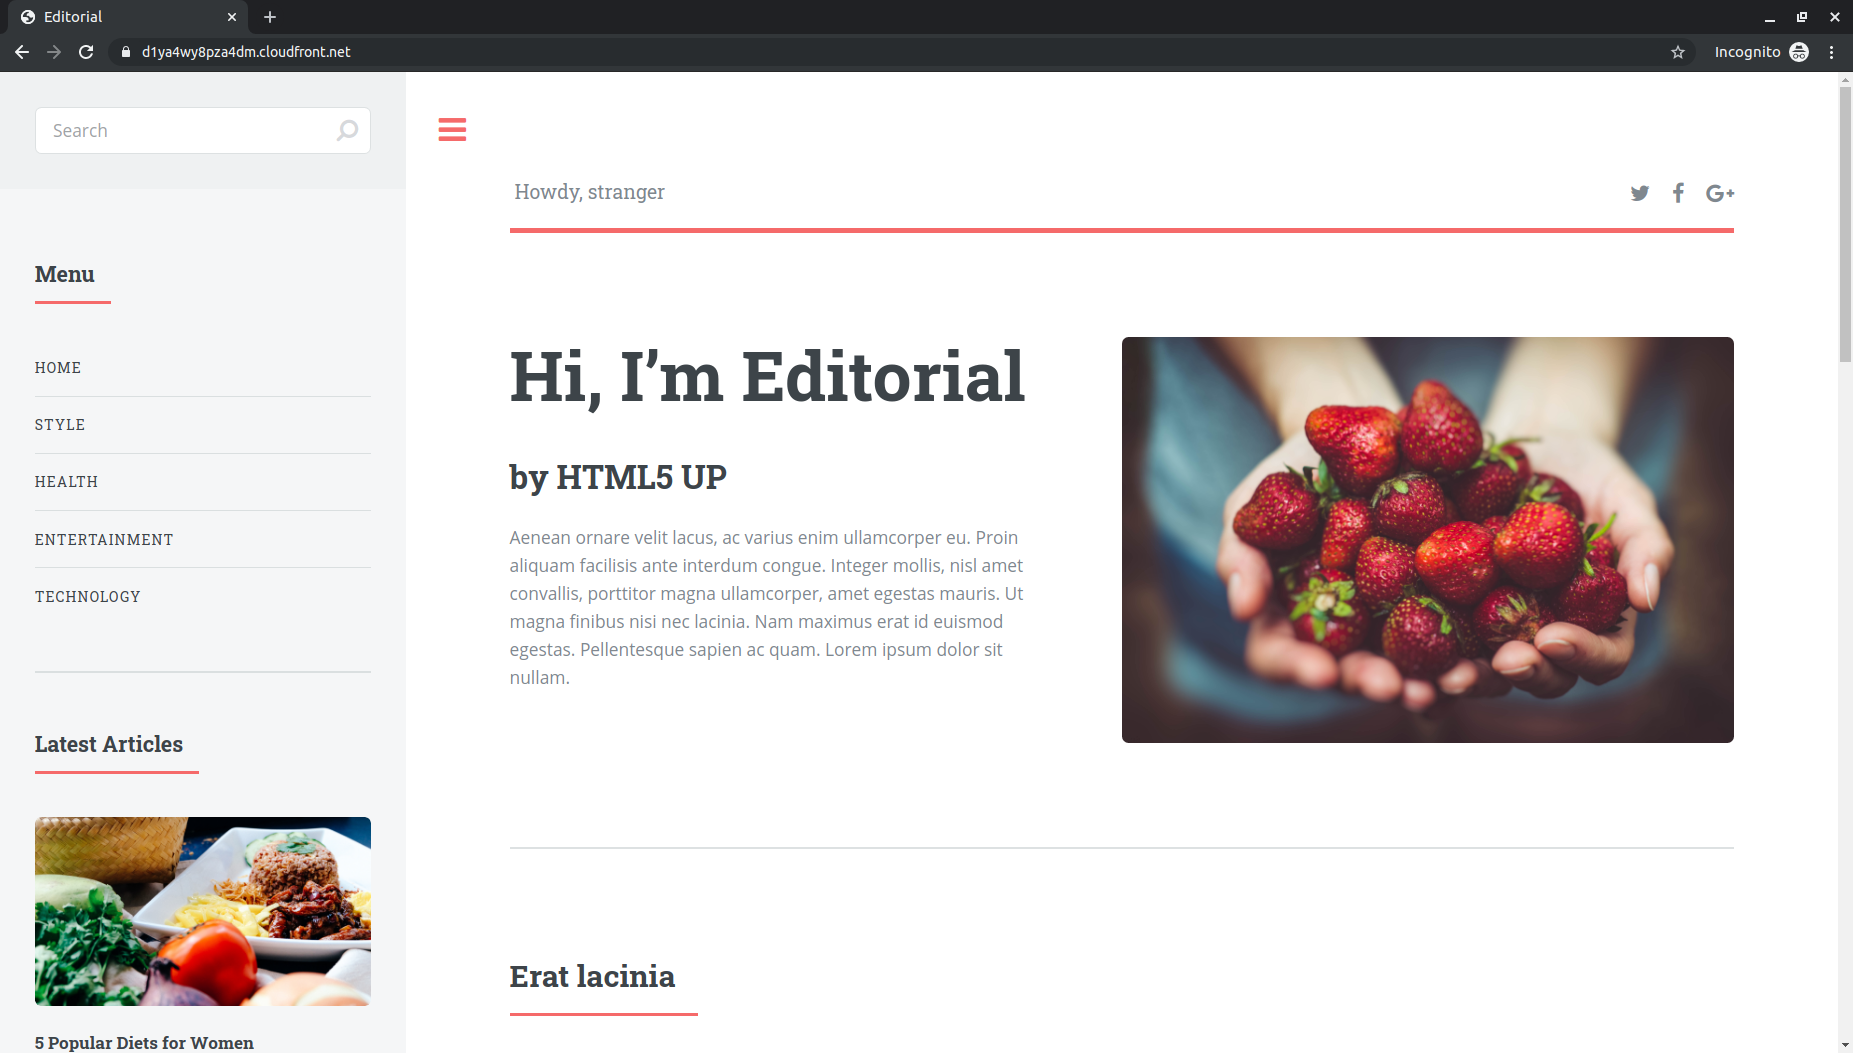 Editorial
d1ya4wy8pza4dm.cloudfront.net
Incognito
Search
Menu
HOME
STYLE
HEALTH
ENTERTAINMENT
TECHNOLOGY
Latest Articles
5 Popular Diets for Women
Howdy, stranger
G+
Hi, I’m Editorial
by HTML5 UP
Aenean ornare velit lacus, ac varius enim ullamcorper eu. Proin
aliquam facilisis ante interdum congue. Integer mollis, nisl amet
convallis, porttitor magna ullamcorper, amet egestas mauris. Ut
magna finibus nisi nec lacinia. Nam maximus erat id euismod
egestas. Pellentesque sapien ac quam. Lorem ipsum dolor sit
nullam.
Erat lacinia